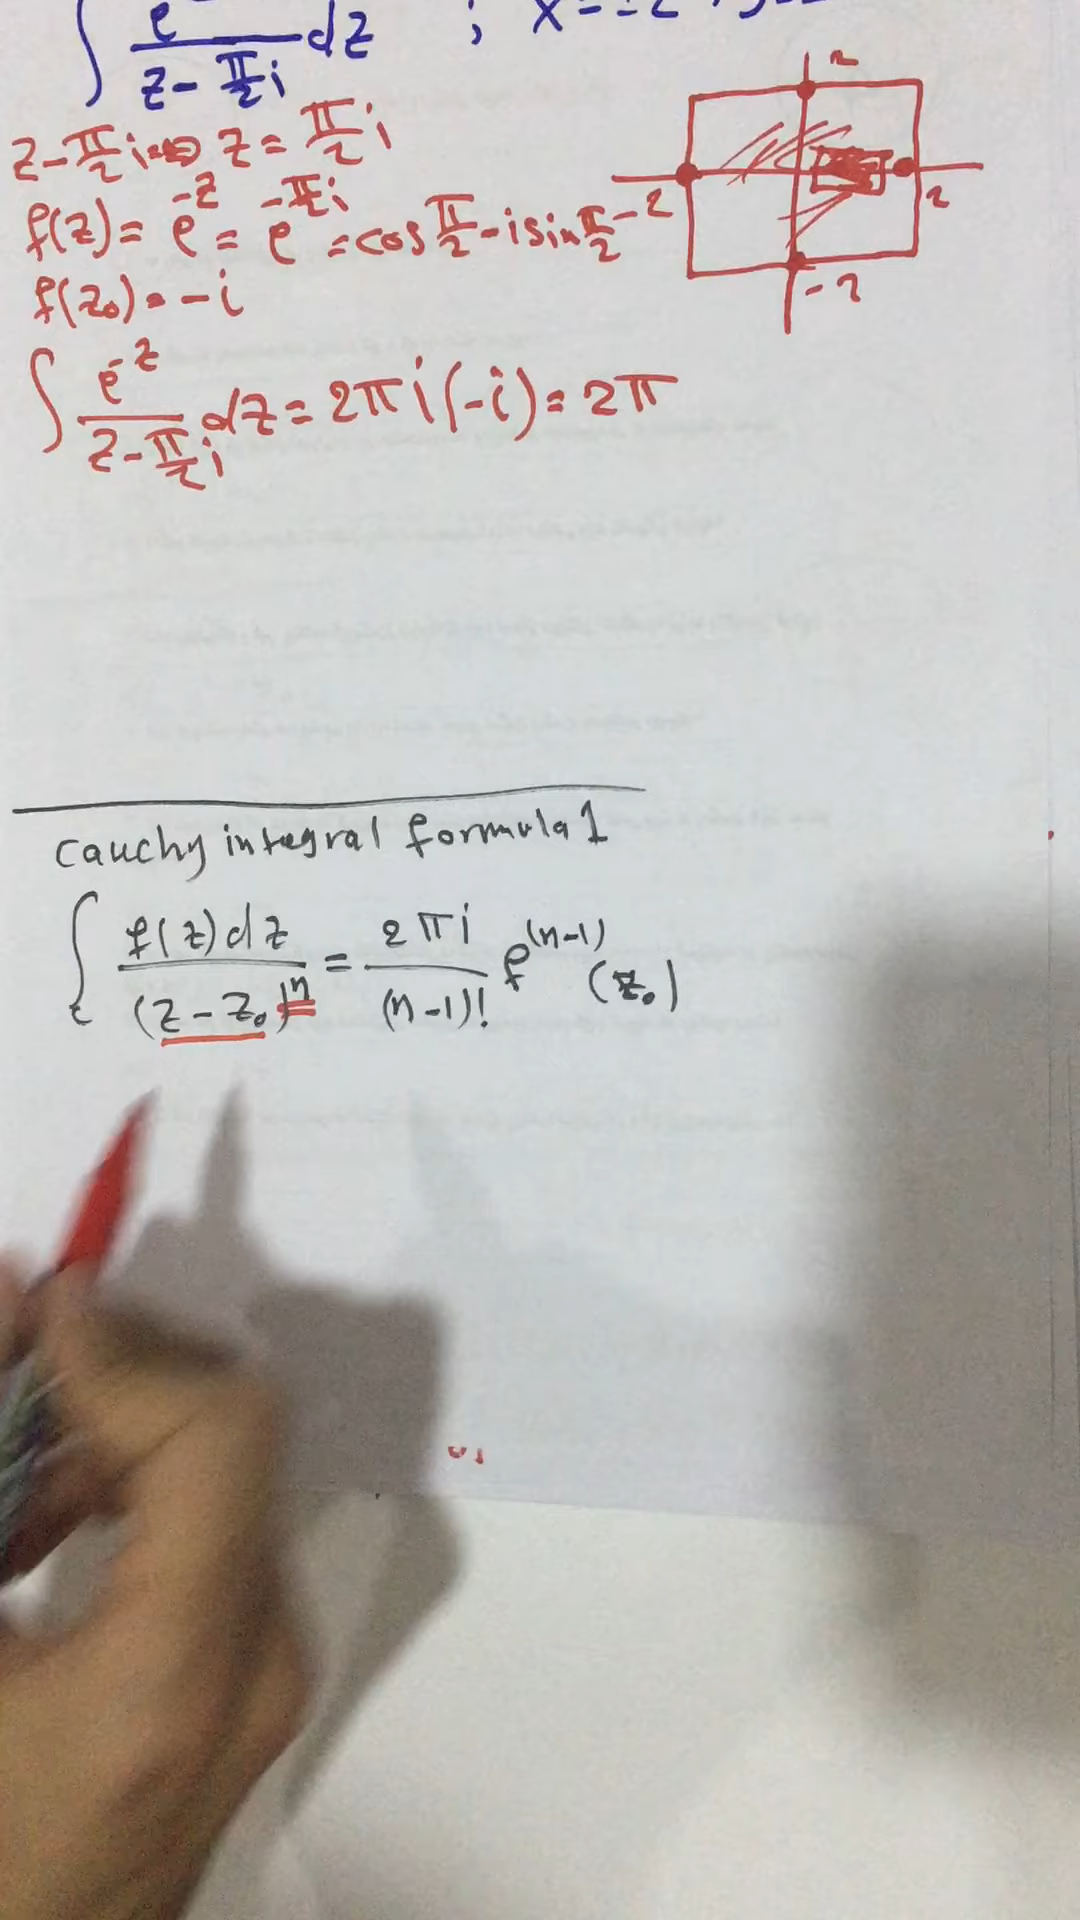 ∫ e / (z - π/2 i) dz ; x = ±2
z - π/2 i = 0 ⇒ z = π/2 i
f(z) = e^{-z} = e^{-π/2 i} = cos π/2 - i sin π/2
f(z₀) = -i
∫ e^{-z} / (z - π/2 i) dz = 2πi(-i) = 2π
2
-2
2
-2
cauchy integral formula 1
∫_c f(z)dz / (z - z₀)^n = 2πi / (n-1)! f^{(n-1)}(z₀)